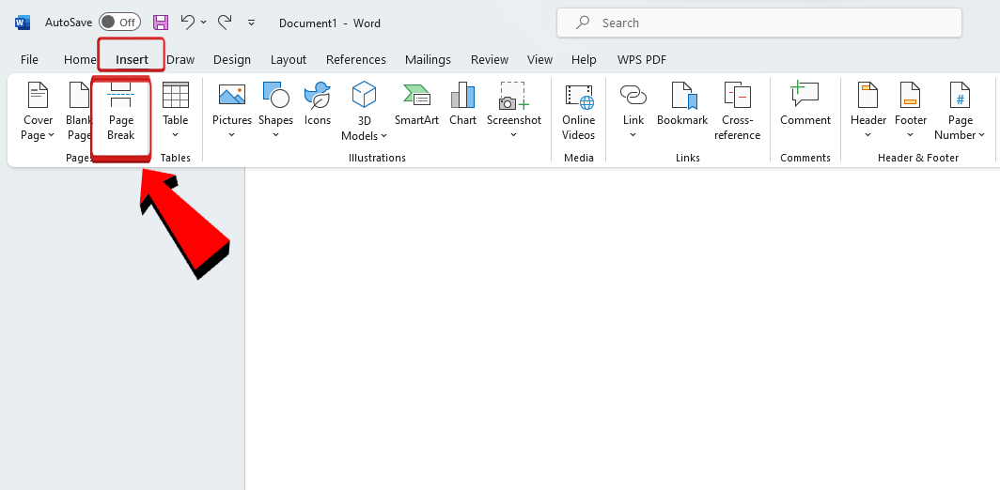 AutoSave Off Document1 - Word Search
File Home Insert Draw Design Layout References Mailings Review View Help WPS PDF
Cover Blank Page Table Pictures Shapes Icons 3D SmartArt Chart Screenshot Online Link Bookmark Cross- Comment Header Footer Page
Page Page Break Models Videos reference Number
Pages Tables Illustrations Media Links Comments Header & Footer